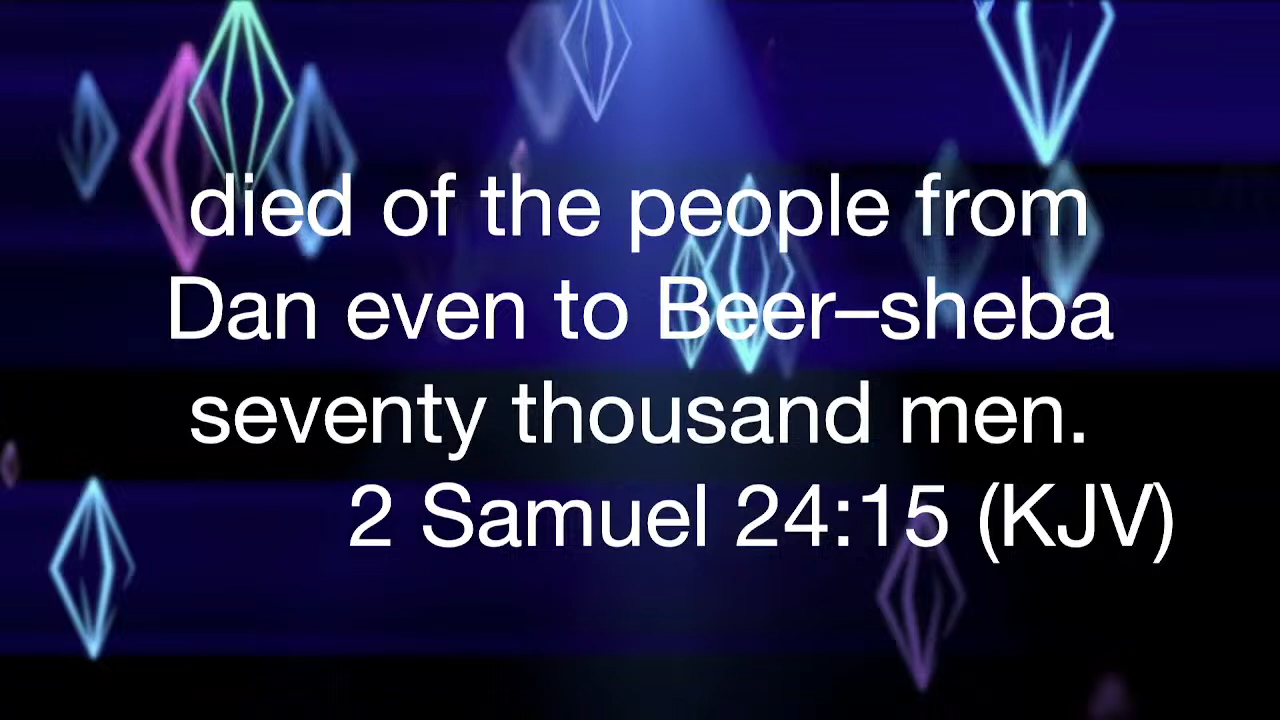 died of the people from
Dan even to Beer–sheba
seventy thousand men.
2 Samuel 24:15 (KJV)